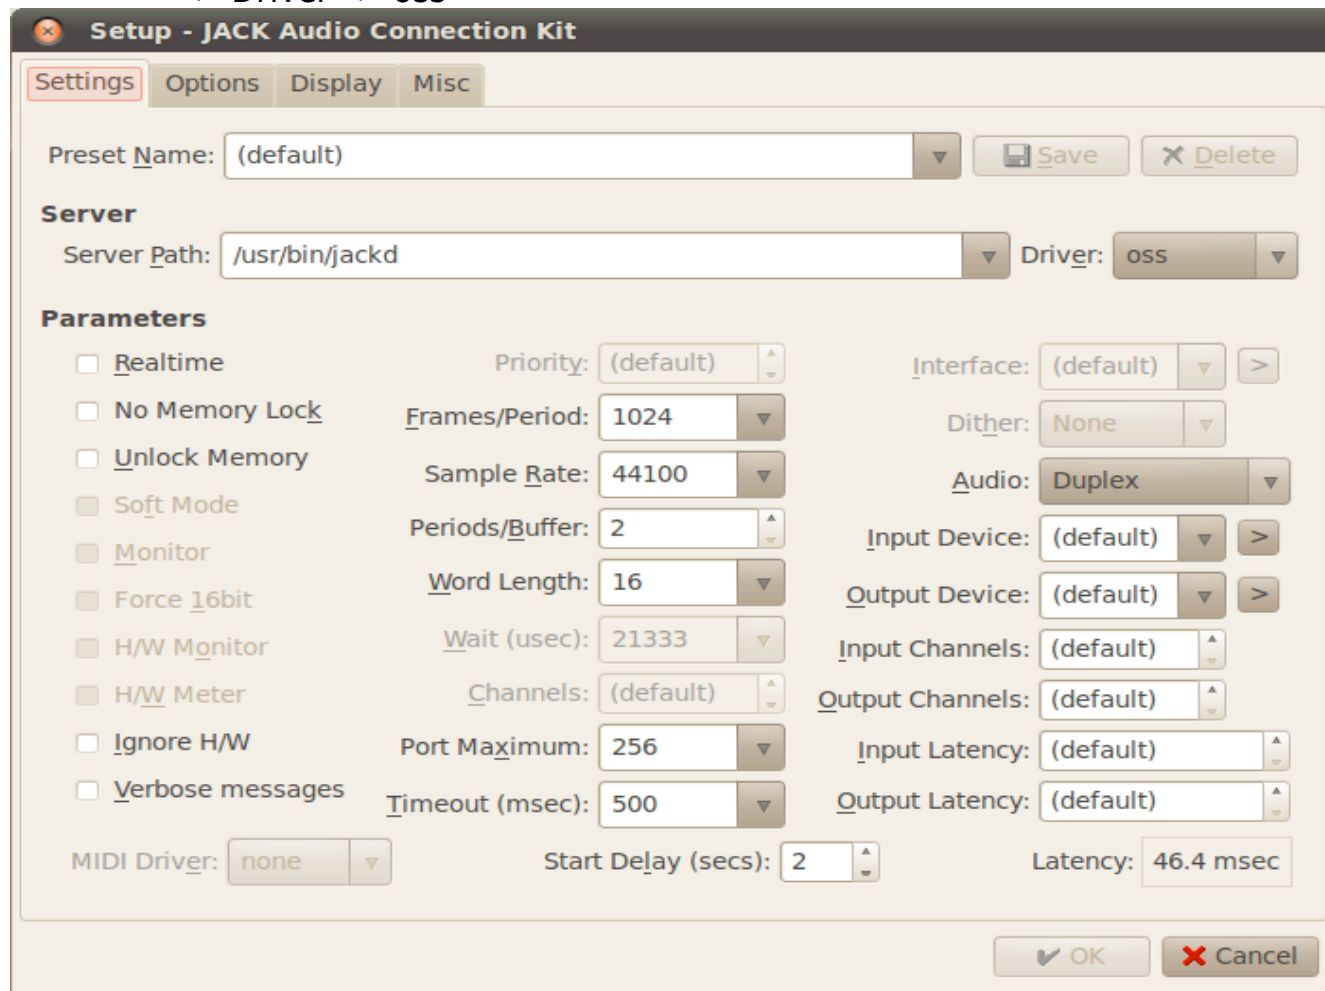 -> Driver -> oss
Setup - JACK Audio Connection Kit
Settings Options Display Misc
Preset Name: (default) Save Delete
Server
Server Path: /usr/bin/jackd Driver: oss
Parameters
Realtime Priority: (default) Interface: (default) >
No Memory Lock Frames/Period: 1024 Dither: None
Unlock Memory Sample Rate: 44100 Audio: Duplex
Soft Mode Periods/Buffer: 2 Input Device: (default) >
Monitor Word Length: 16 Output Device: (default) >
Force 16bit Wait (usec): 21333 Input Channels: (default)
H/W Monitor Channels: (default) Output Channels: (default)
H/W Meter Port Maximum: 256 Input Latency: (default)
Ignore H/W Timeout (msec): 500 Output Latency: (default)
Verbose messages
MIDI Driver: none Start Delay (secs): 2 Latency: 46.4 msec
OK Cancel